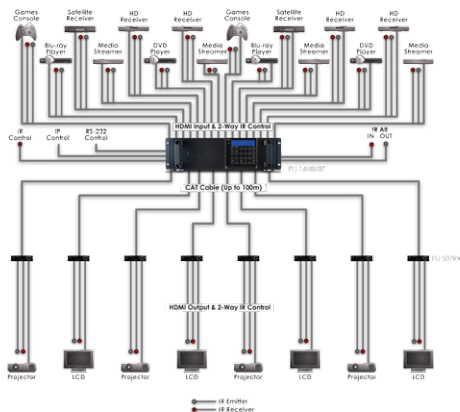 Games Console
Satellite Receiver
HD Receiver
HD Receiver
Games Console
Satellite Receiver
HD Receiver
HD Receiver
Blu-ray Player
Media Streamer
DVD Player
Media Streamer
Blu-ray Player
Media Streamer
DVD Player
Media Streamer
HDMI Input & 2-Way IR Control
IR Control
IP Control
RS-232 Control
IR All
IN OUT
CAT Cable (Up to 100m)
HDMI Output & 2-Way IR Control
Projector
LCD
Projector
LCD
Projector
LCD
Projector
LCD
IR Emitter
IR Receiver